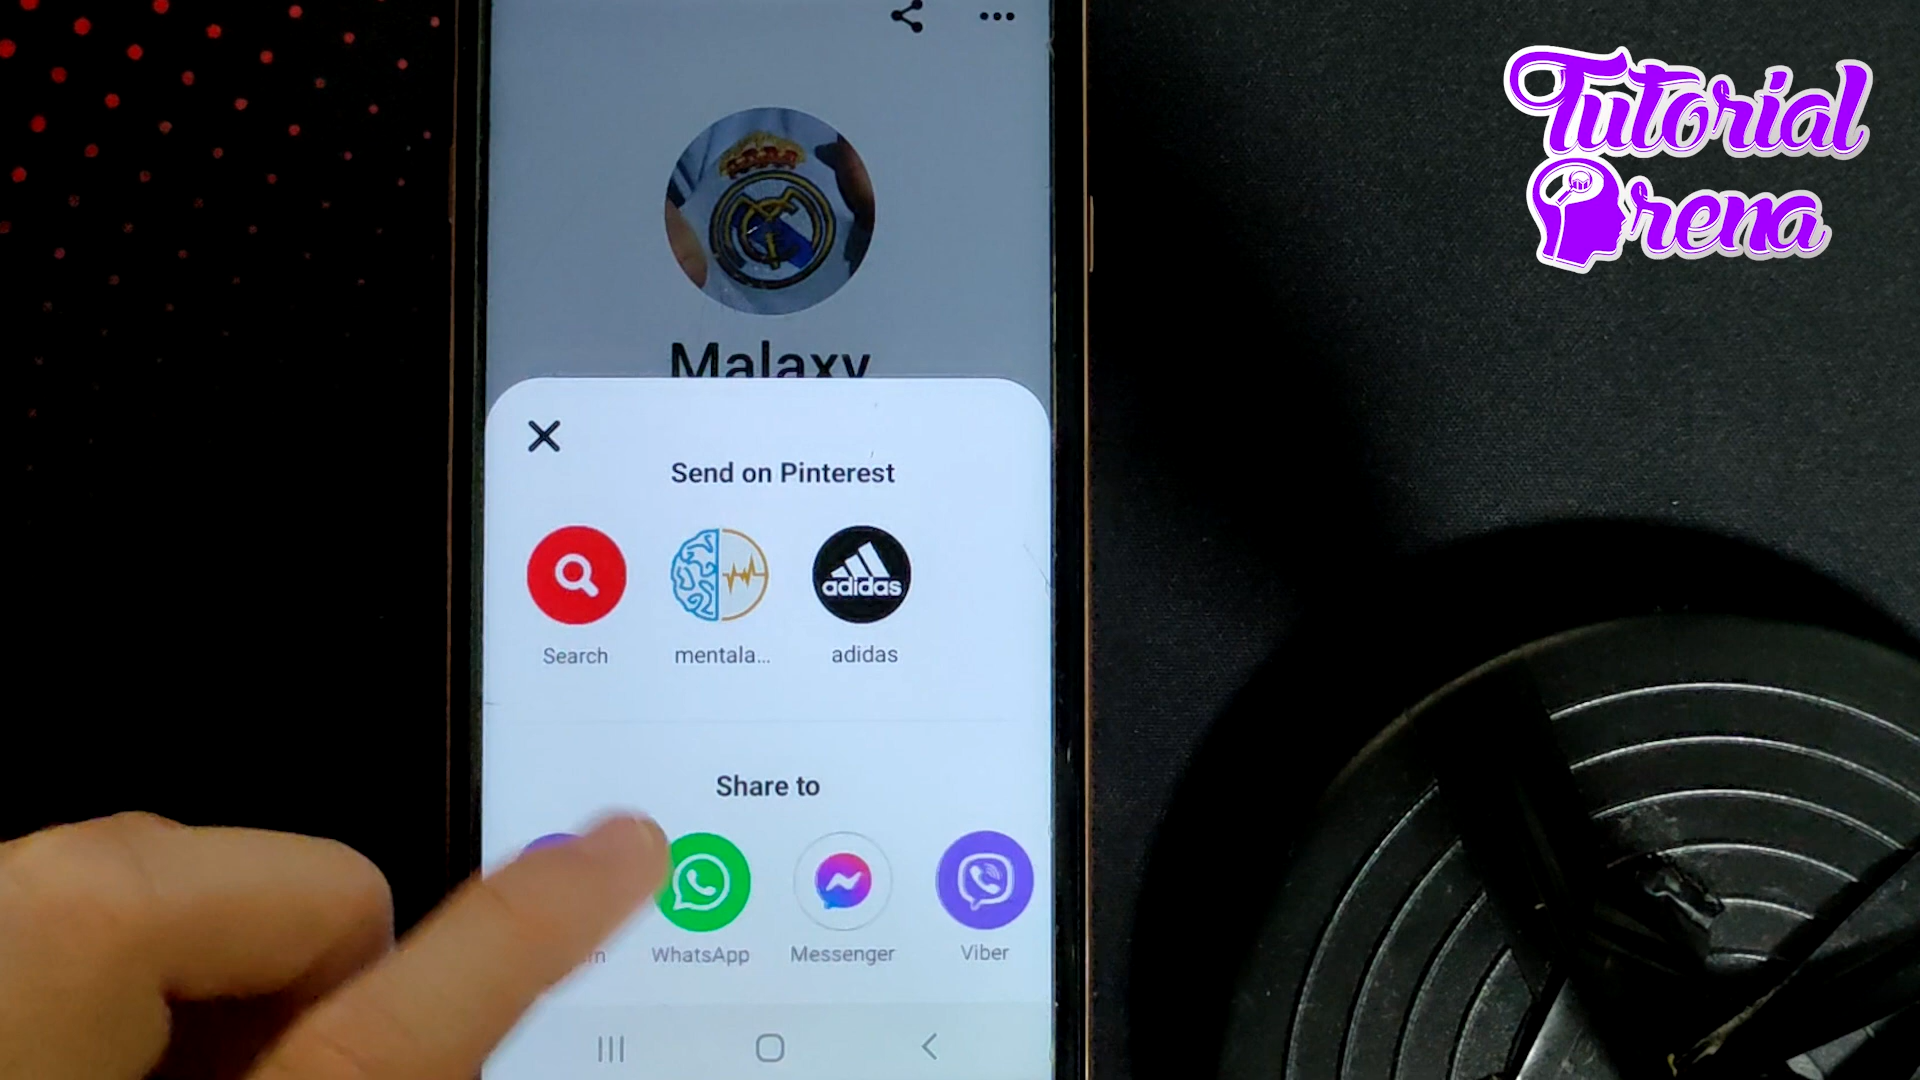 Tutorial
Arena
Malaxy
Send on Pinterest
adidas
Search
mentala...
adidas
Share to
WhatsApp
Messenger
Viber